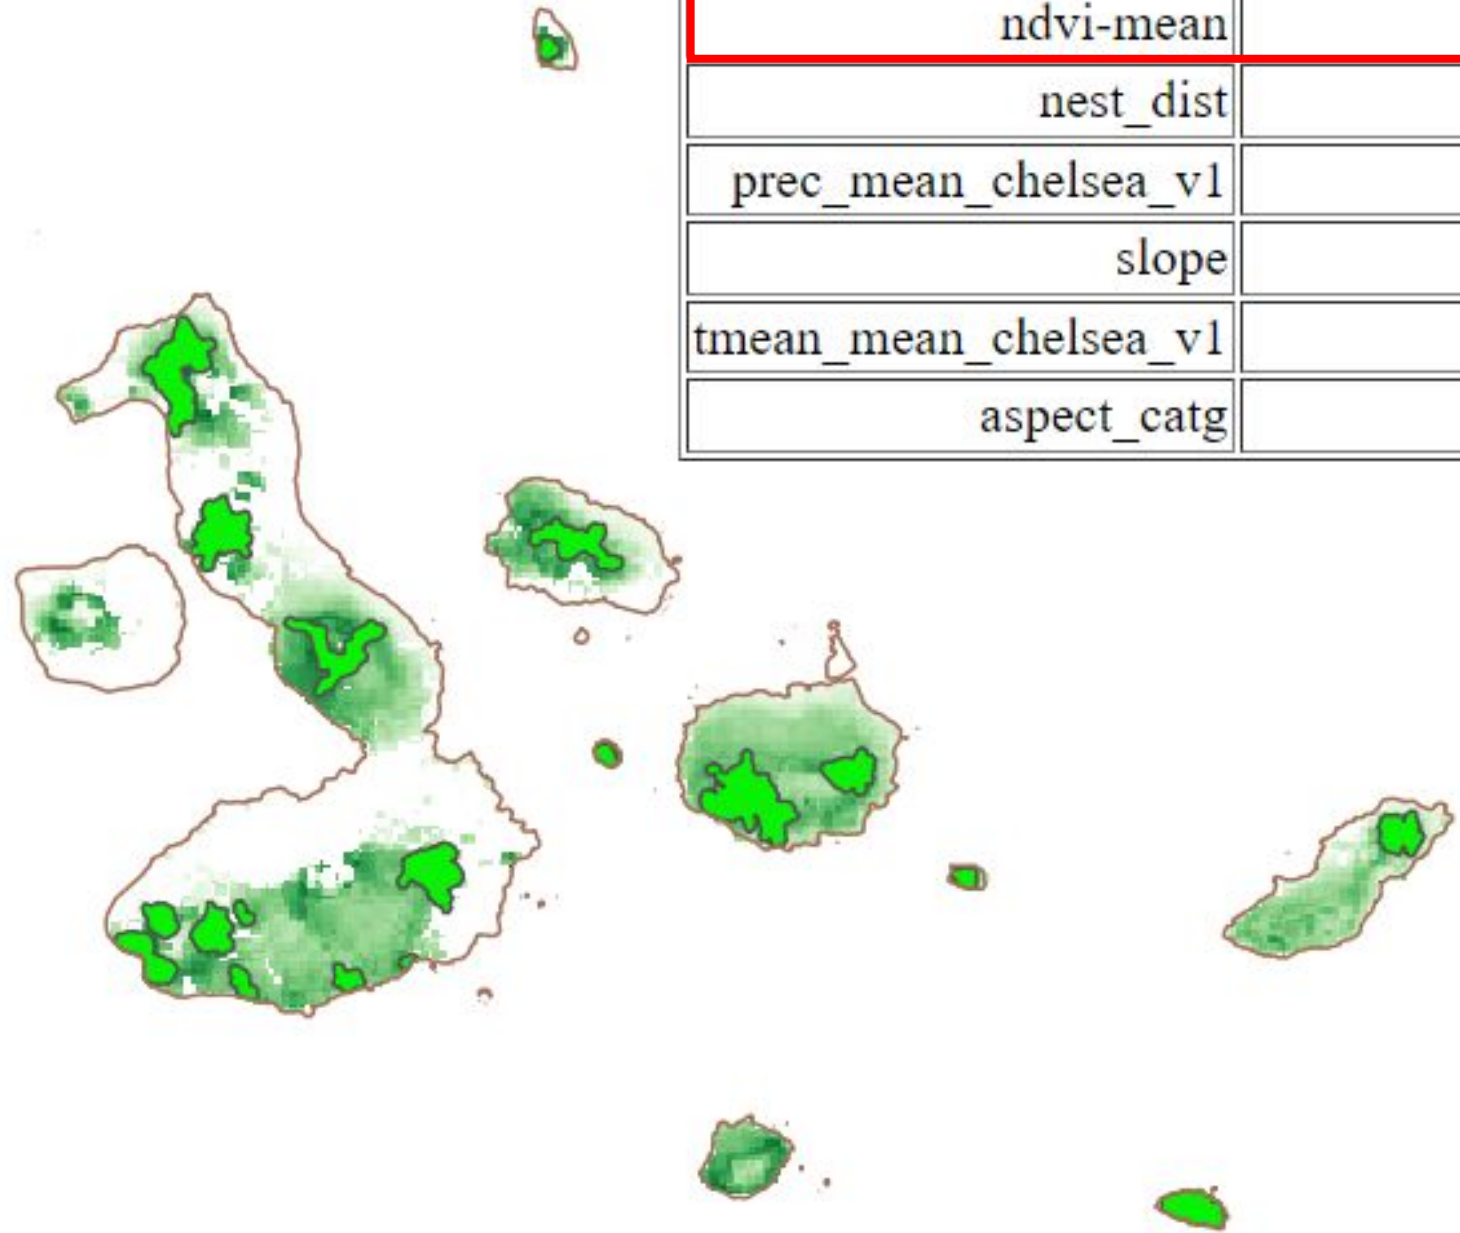 ndvi-mean
nest_dist
prec_mean_chelsea_v1
slope
tmean_mean_chelsea_v1
aspect_catg